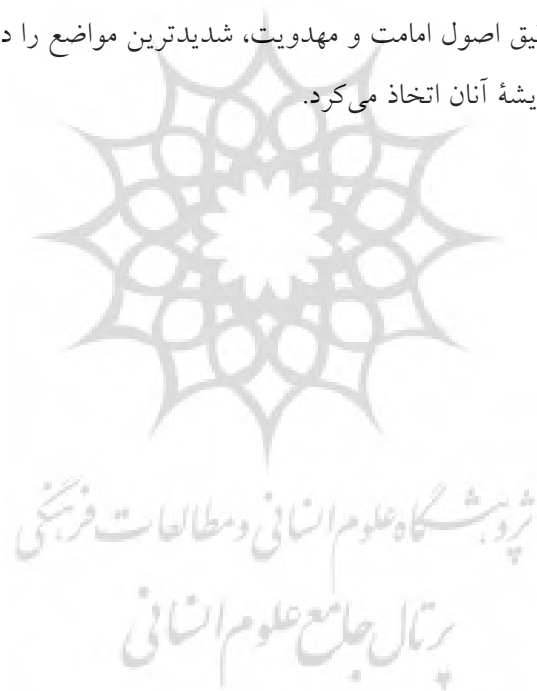 یق اصول امامت و مهدویت، شدیدترین مواضع را د
یشهٔ آنان اتخاذ می‌کرد.
پژوهشگاه علوم انسانی و مطالعات فرهنگی
پرتال جامع علوم انسانی